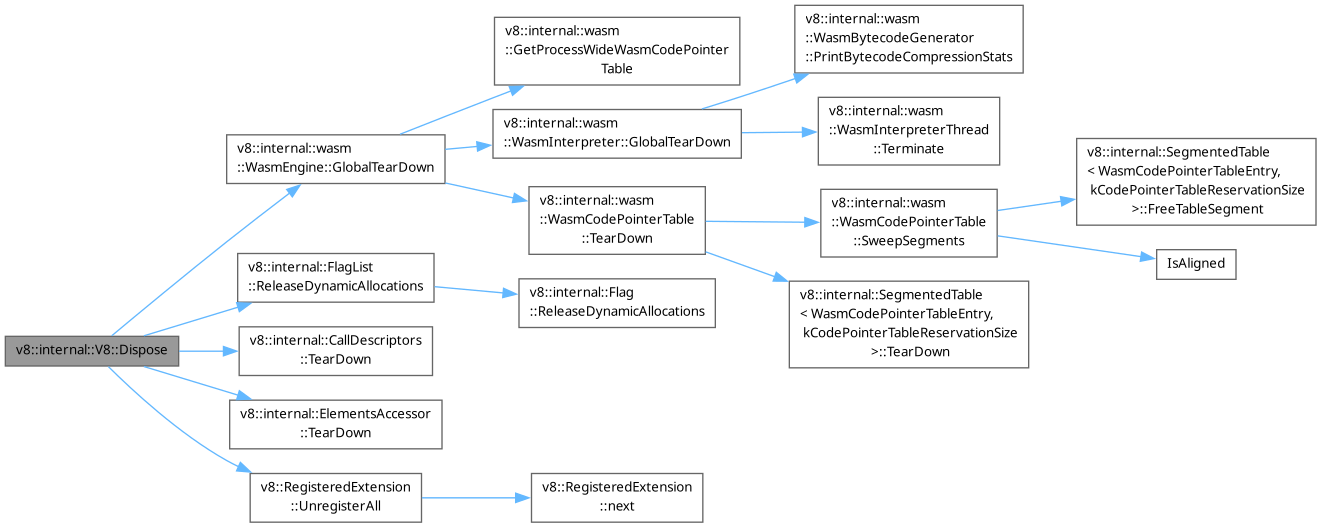 v8::internal::V8::Dispose
v8::internal::wasm
::WasmEngine::GlobalTearDown
v8::internal::wasm
::GetProcessWideWasmCodePointer
Table
v8::internal::wasm
::WasmInterpreter::GlobalTearDown
v8::internal::wasm
::WasmBytecodeGenerator
::PrintBytecodeCompressionStats
v8::internal::wasm
::WasmInterpreterThread
::Terminate
v8::internal::wasm
::WasmCodePointerTable
::TearDown
v8::internal::wasm
::WasmCodePointerTable
::SweepSegments
v8::internal::SegmentedTable
< WasmCodePointerTableEntry,
kCodePointerTableReservationSize
>::FreeTableSegment
IsAligned
v8::internal::SegmentedTable
< WasmCodePointerTableEntry,
kCodePointerTableReservationSize
>::TearDown
v8::internal::FlagList
::ReleaseDynamicAllocations
v8::internal::Flag
::ReleaseDynamicAllocations
v8::internal::CallDescriptors
::TearDown
v8::internal::ElementsAccessor
::TearDown
v8::RegisteredExtension
::UnregisterAll
v8::RegisteredExtension
::next